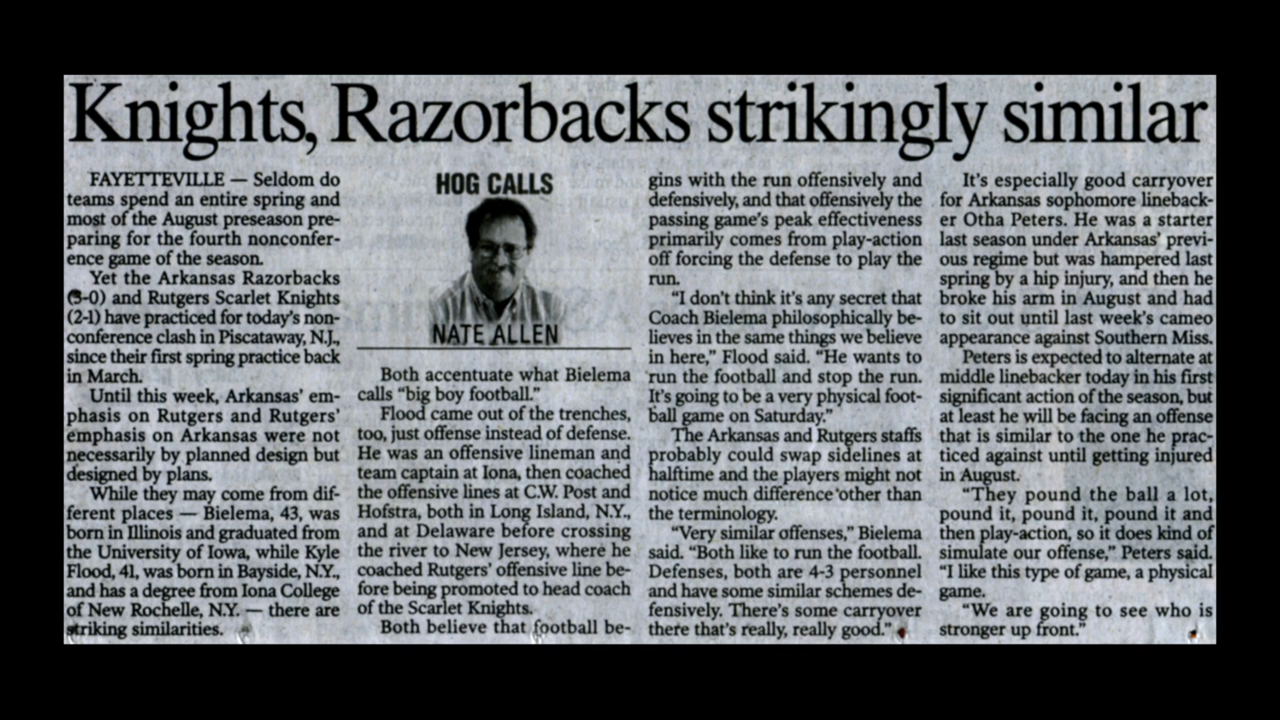 Knights, Razorbacks strikingly similar
FAYETTEVILLE — Seldom do
teams spend an entire spring and
most of the August preseason pre-
paring for the fourth nonconfer-
ence game of the season.
Yet the Arkansas Razorbacks
(3-0) and Rutgers Scarlet Knights
(2-1) have practiced for today's non-
conference clash in Piscataway, N.J.,
since their first spring practice back
in March.
Until this week, Arkansas' em-
phasis on Rutgers and Rutgers'
emphasis on Arkansas were not
necessarily by planned design but
designed by plans.
While they may come from dif-
ferent places — Bielema, 43, was
born in Illinois and graduated from
the University of Iowa, while Kyle
Flood, 41, was born in Bayside, N.Y.,
and has a degree from Iona College
of New Rochelle, N.Y. — there are
striking similarities.
HOG CALLS
NATE ALLEN
Both accentuate what Bielema
calls "big boy football."
Flood came out of the trenches,
too, just offense instead of defense.
He was an offensive lineman and
team captain at Iona, then coached
the offensive lines at C.W. Post and
Hofstra, both in Long Island, N.Y.,
and at Delaware before crossing
the river to New Jersey, where he
coached Rutgers' offensive line be-
fore being promoted to head coach
of the Scarlet Knights.
Both believe that football be-
gins with the run offensively and
defensively, and that offensively the
passing game's peak effectiveness
primarily comes from play-action
off forcing the defense to play the
run.
"I don't think it's any secret that
Coach Bielema philosophically be-
lieves in the same things we believe
in here," Flood said. "He wants to
run the football and stop the run.
It's going to be a very physical foot-
ball game on Saturday."
The Arkansas and Rutgers staffs
probably could swap sidelines at
halftime and the players might not
notice much difference other than
the terminology.
"Very similar offenses," Bielema
said. "Both like to run the football.
Defenses, both are 4-3 personnel
and have some similar schemes de-
fensively. There's some carryover
there that's really, really good."
It's especially good carryover
for Arkansas sophomore lineback-
er Otha Peters. He was a starter
last season under Arkansas' previ-
ous regime but was hampered last
spring by a hip injury, and then he
broke his arm in August and had
to sit out until last week's cameo
appearance against Southern Miss.
Peters is expected to alternate at
middle linebacker today in his first
significant action of the season, but
at least he will be facing an offense
that is similar to the one he prac-
ticed against until getting injured
in August.
"They pound the ball a lot,
pound it, pound it, pound it and
then play-action, so it does kind of
simulate our offense," Peters said.
"I like this type of game, a physical
game.
"We are going to see who is
stronger up front."